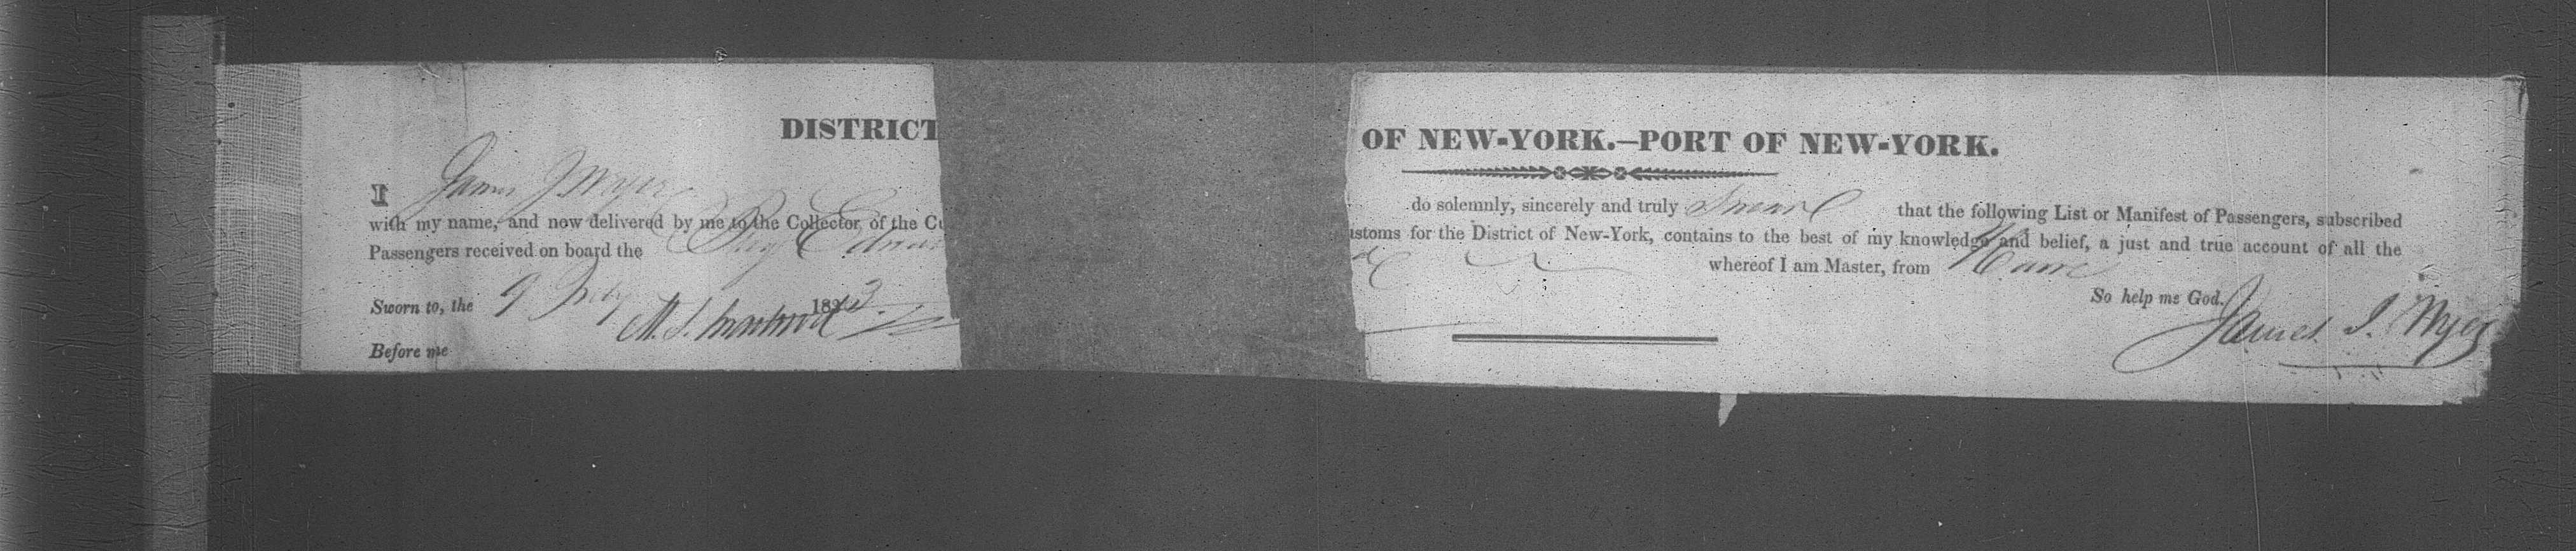 DISTRICT OF NEW-YORK.—PORT OF NEW-YORK.
I James J Myer do solemnly, sincerely and truly Swear that the following List or Manifest of Passengers, subscribed
with my name, and now delivered by me to the Collector of the Customs for the District of New-York, contains to the best of my knowledge and belief, a just and true account of all the
Passengers received on board the Brig Edward whereof I am Master, from Havre
Sworn to, the 9 July 183 So help me God.
Before me James J. Myer